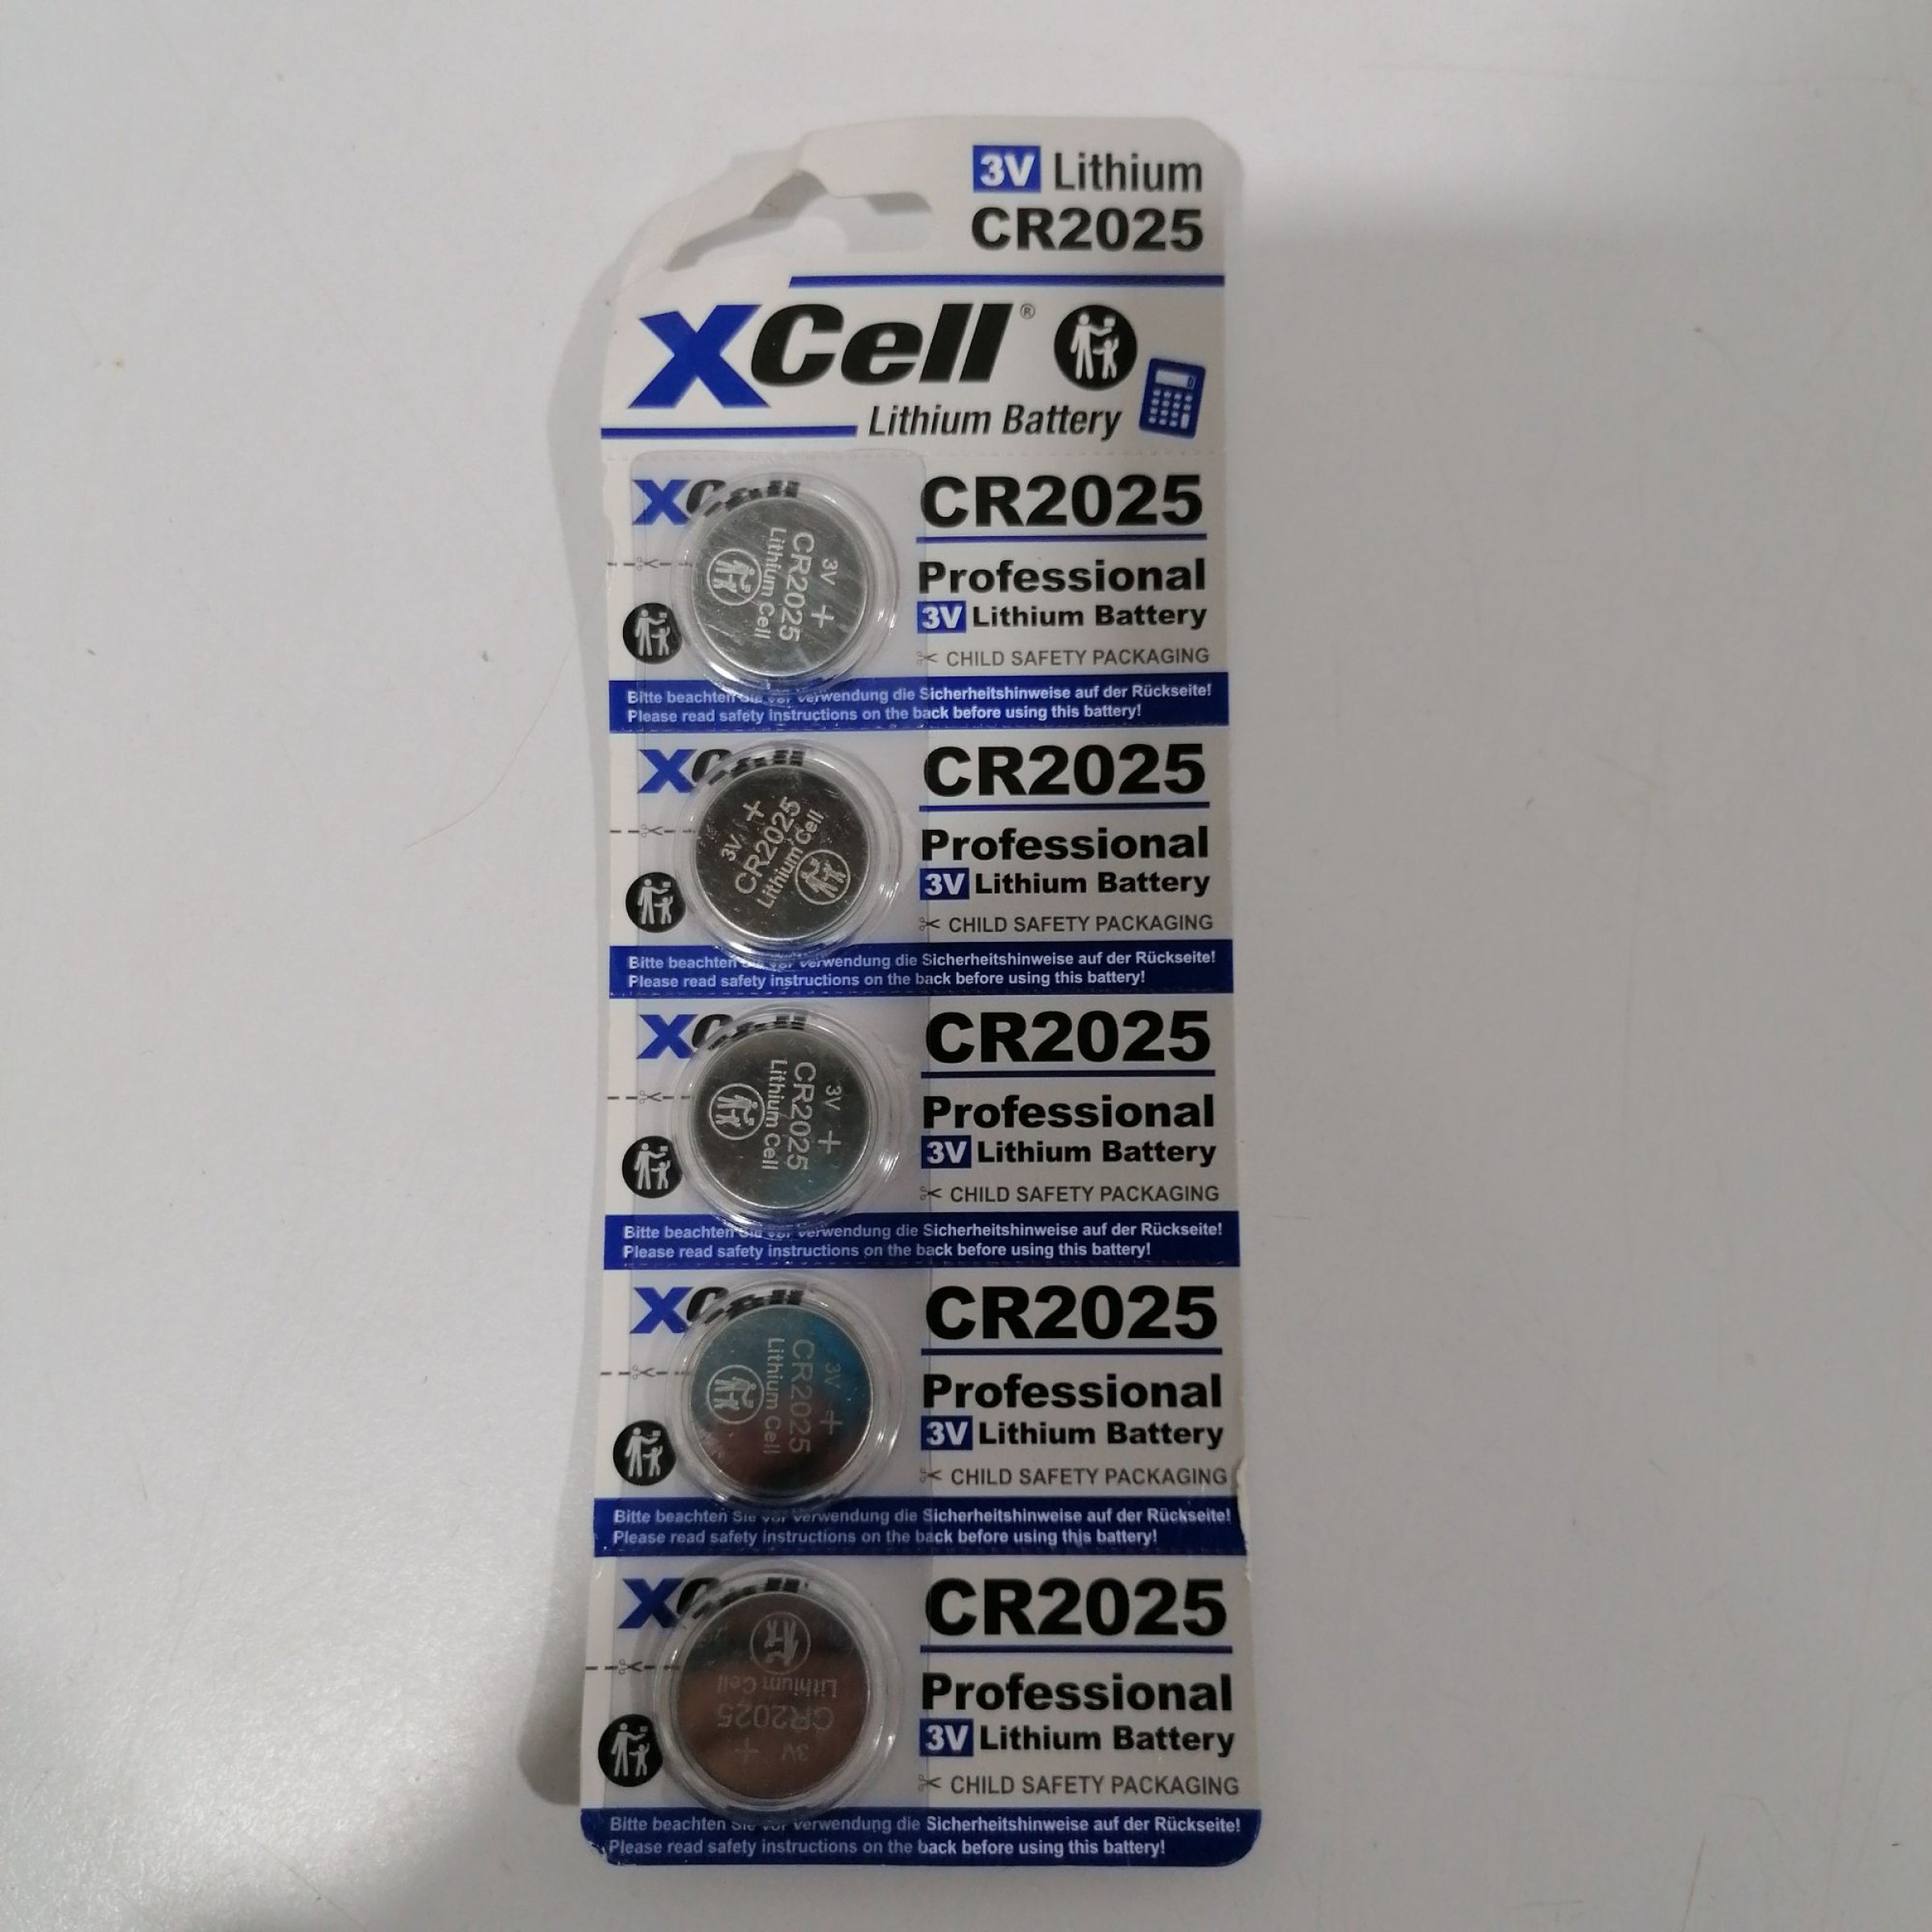 3V Lithium
CR2025
XCell®
Lithium Battery
XCell
CR2025
3V +
CR2025
Lithium Cell
Professional
3V Lithium Battery
CHILD SAFETY PACKAGING
Bitte beachten Sie vor Verwendung die Sicherheitshinweise auf der Rückseite!
Please read safety instructions on the back before using this battery!
XCell
CR2025
3V +
CR2025
Lithium Cell
Professional
3V Lithium Battery
CHILD SAFETY PACKAGING
Bitte beachten Sie vor Verwendung die Sicherheitshinweise auf der Rückseite!
Please read safety instructions on the back before using this battery!
XCell
CR2025
3V +
CR2025
Lithium Cell
Professional
3V Lithium Battery
CHILD SAFETY PACKAGING
Bitte beachten Sie vor Verwendung die Sicherheitshinweise auf der Rückseite!
Please read safety instructions on the back before using this battery!
XCell
CR2025
3V +
CR2025
Lithium Cell
Professional
3V Lithium Battery
CHILD SAFETY PACKAGING
Bitte beachten Sie vor Verwendung die Sicherheitshinweise auf der Rückseite!
Please read safety instructions on the back before using this battery!
XCell
CR2025
3V +
CR2025
Lithium Cell
Professional
3V Lithium Battery
CHILD SAFETY PACKAGING
Bitte beachten Sie vor Verwendung die Sicherheitshinweise auf der Rückseite!
Please read safety instructions on the back before using this battery!